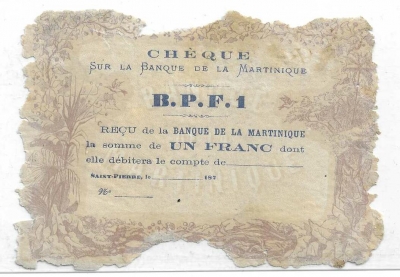 CHÈQUE
SUR LA BANQUE DE LA MARTINIQUE
B.P.F.1
REÇU de la BANQUE DE LA MARTINIQUE
la somme de UN FRANC dont
elle débitera le compte de
SAINT-PIERRE, le 187